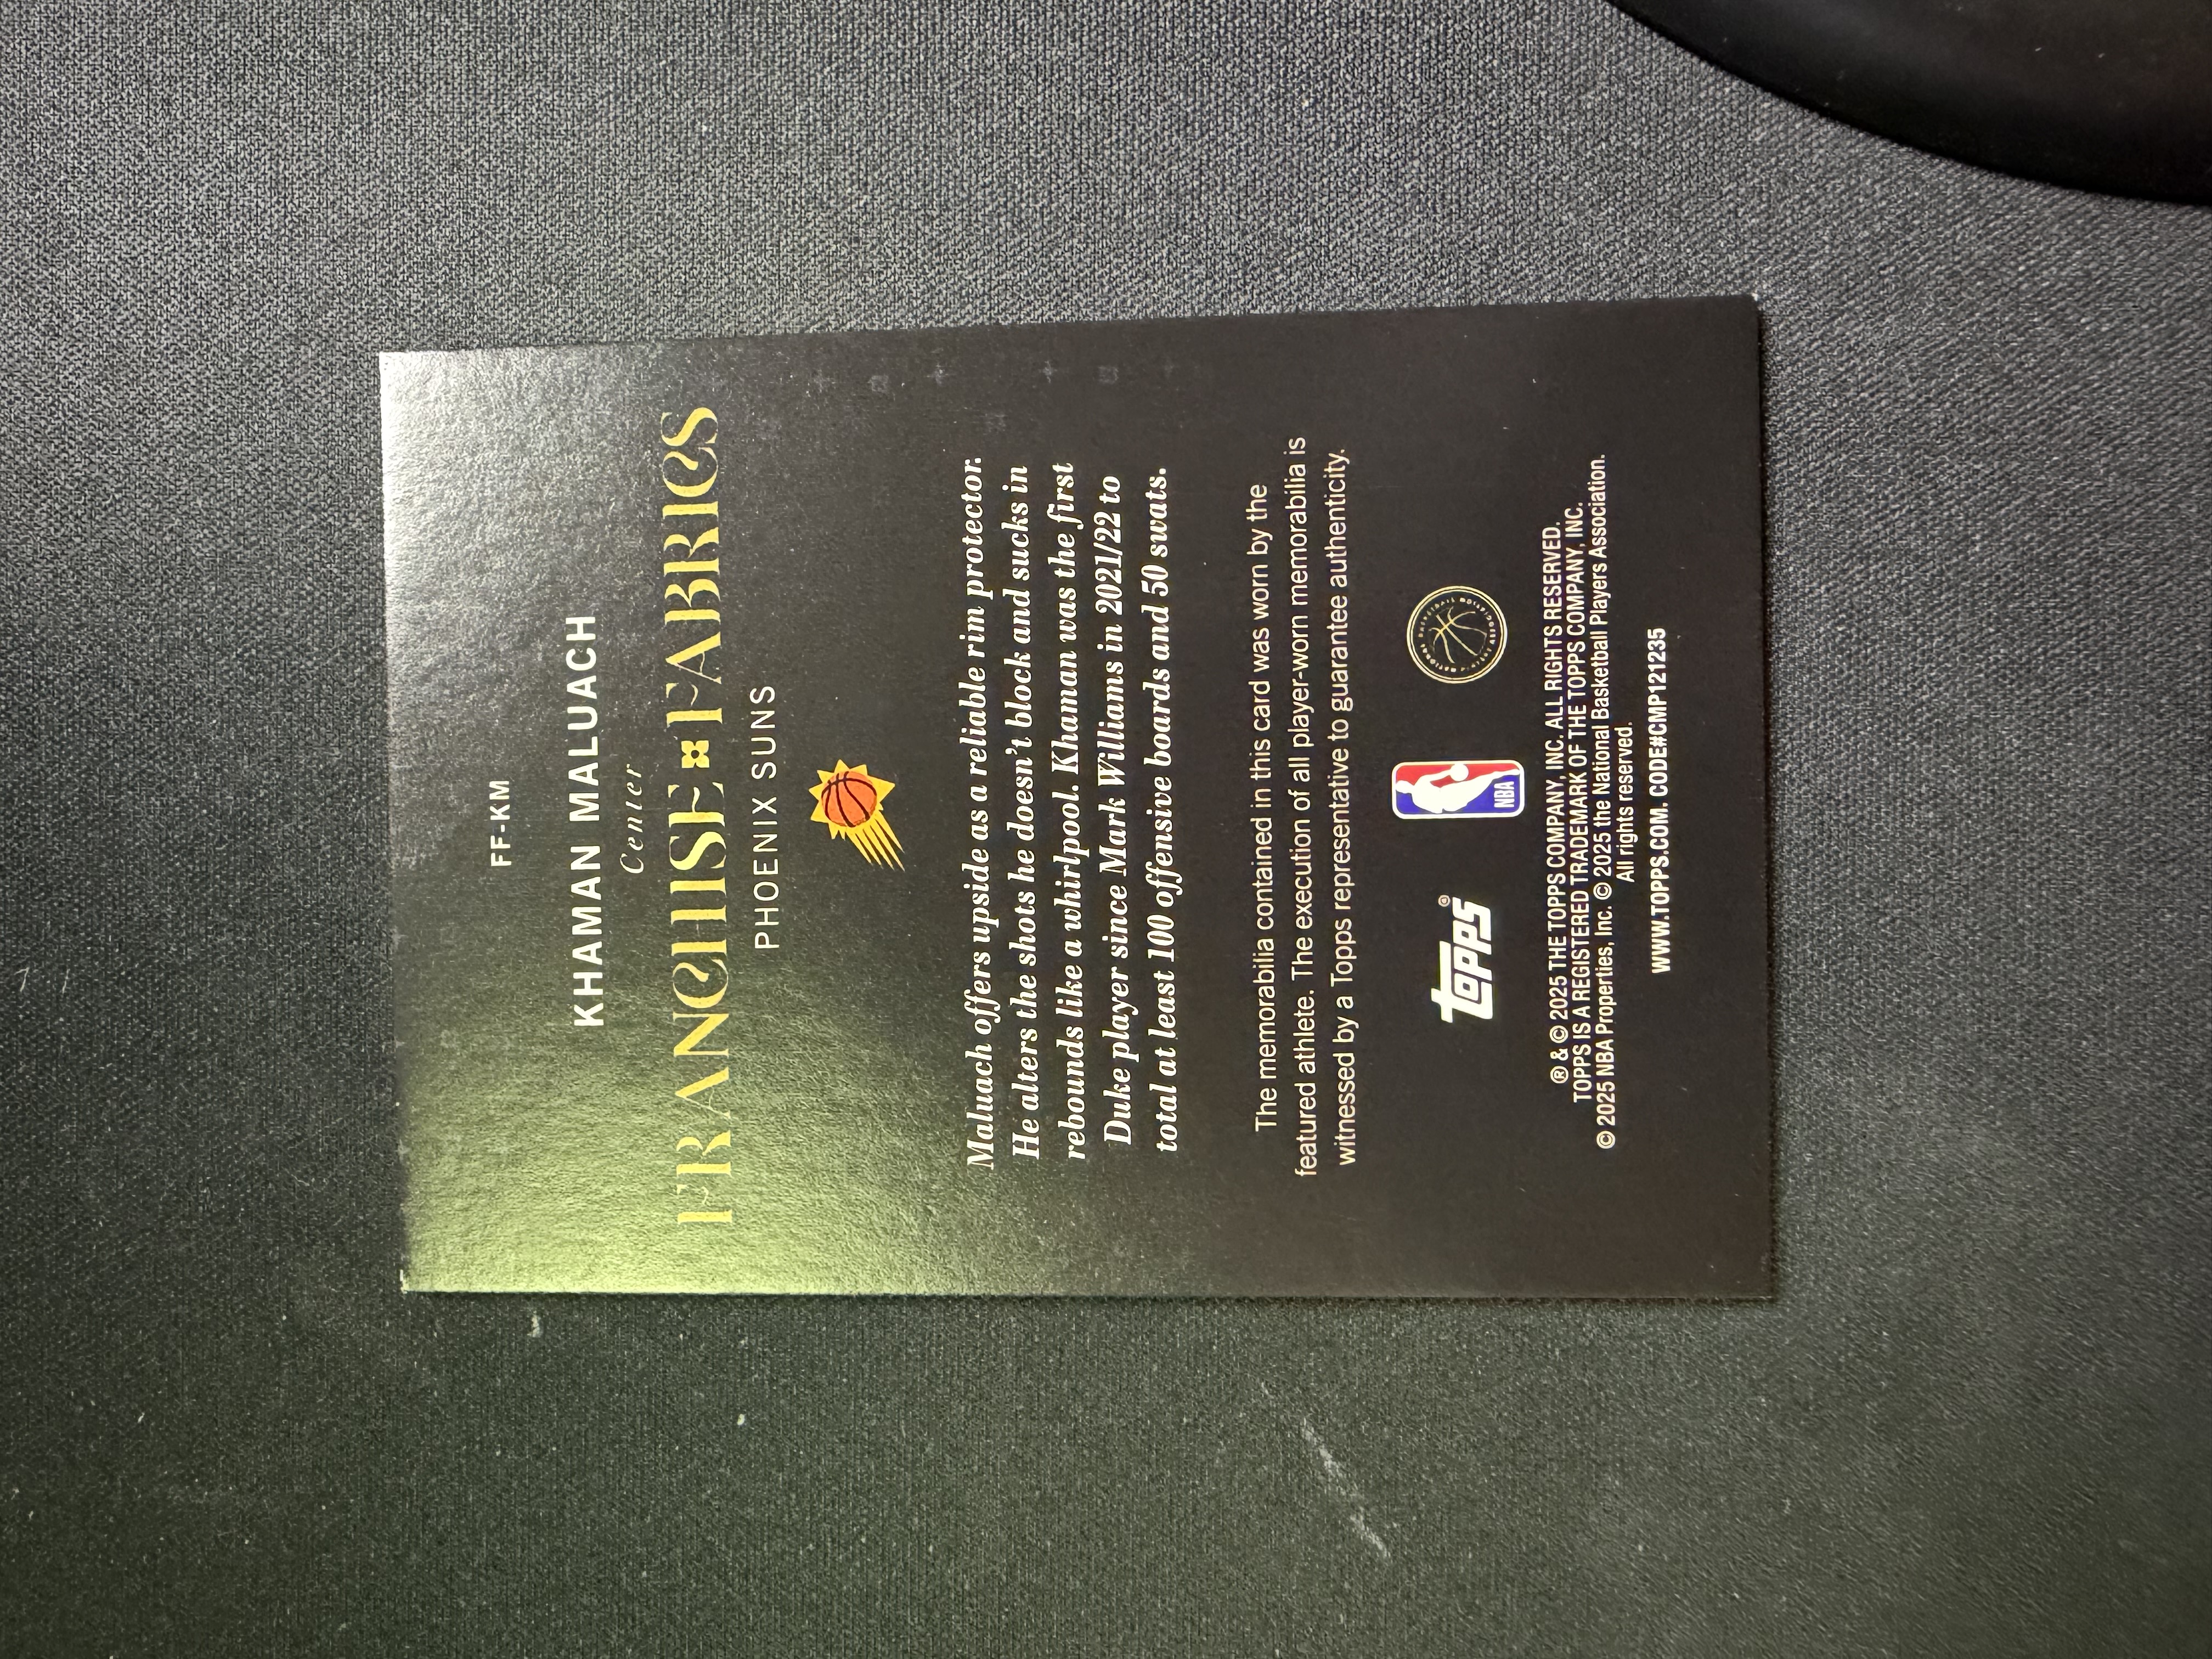 FF-KM
KHAMAN MALUACH
Center
FRANCHISE FABRICS
PHOENIX SUNS
Maluach offers upside as a reliable rim protector.
He alters the shots he doesn't block and sucks in
rebounds like a whirlpool. Khaman was the first
Duke player since Mark Williams in 2021/22 to
total at least 100 offensive boards and 50 swats.
The memorabilia contained in this card was worn by the
featured athlete. The execution of all player-worn memorabilia is
witnessed by a Topps representative to guarantee authenticity.
topps® NBA
® & © 2025 THE TOPPS COMPANY, INC. ALL RIGHTS RESERVED.
TOPPS IS A REGISTERED TRADEMARK OF THE TOPPS COMPANY, INC.
© 2025 NBA Properties, Inc. © 2025 the National Basketball Players Association.
All rights reserved.
WWW.TOPPS.COM. CODE#CMP121235